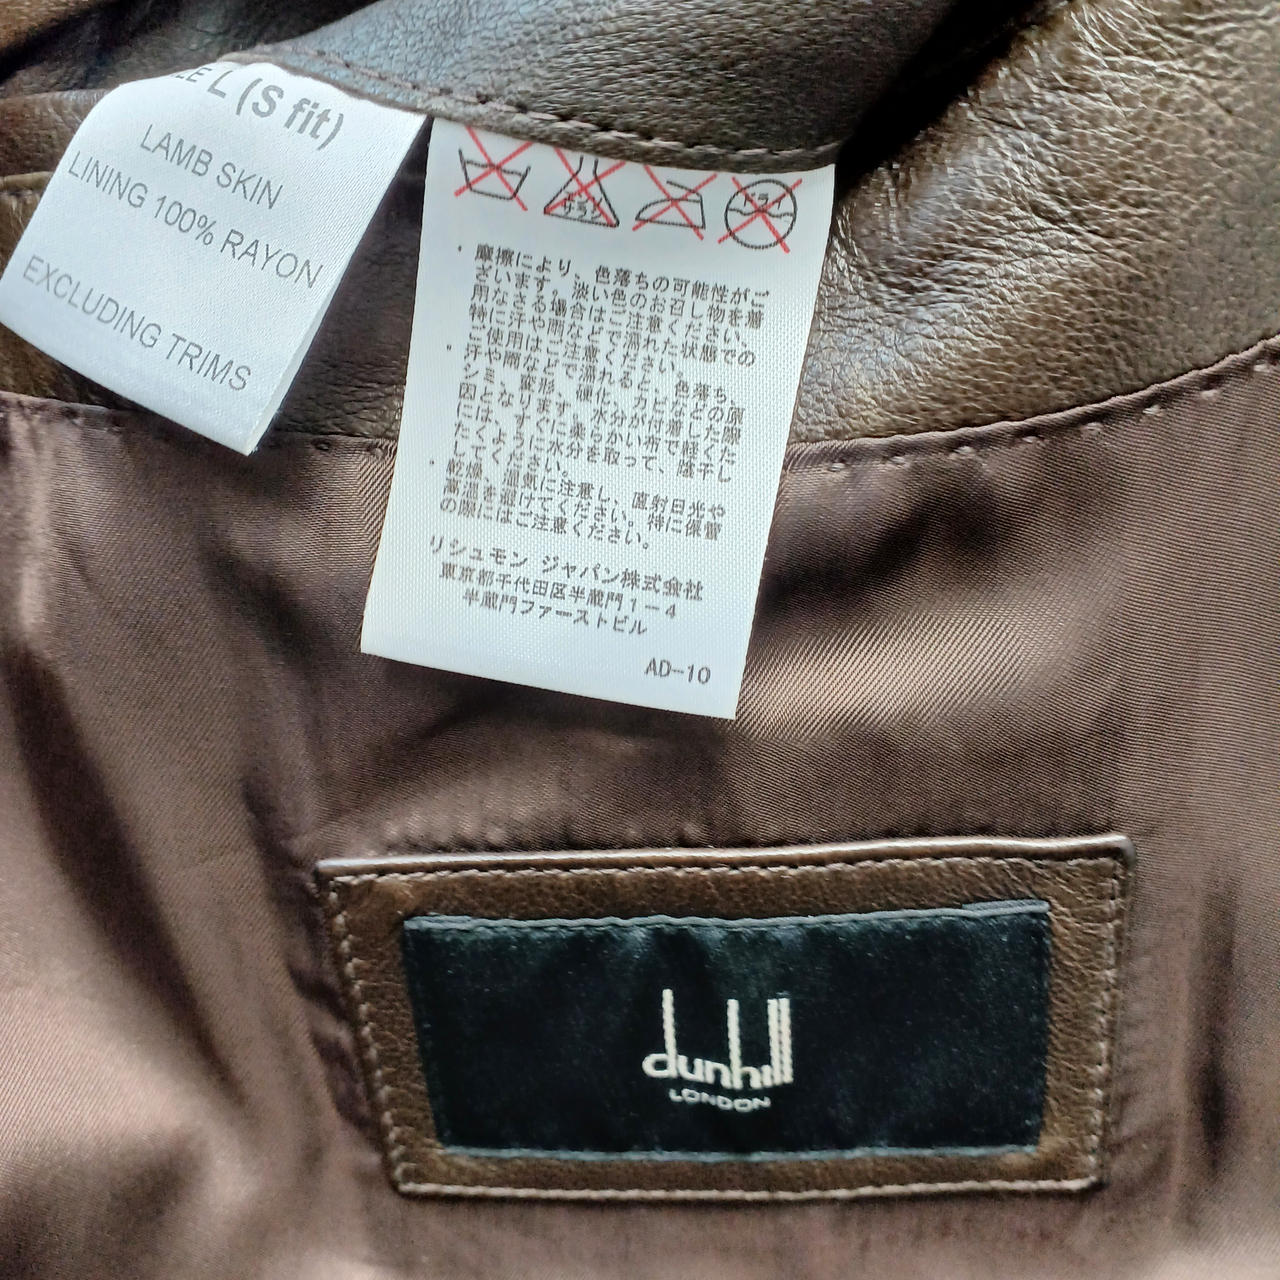 L (S fit)
LAMB SKIN
LINING 100% RAYON
EXCLUDING TRIMS
ドライ
・摩擦により、色落ちの可能性がご
ざいます。淡い色のお召し物を着
用なさる場合はご注意ください。
特に汗や雨などで濡れた状態での
ご使用はご注意ください。
・汗や雨などで濡れると、色落ち、
シミ、変形、硬化、カビなどの原
因となります。水分が付着した際
には、すぐに柔らかい布で軽くた
たくように水分を取って、陰干し
してください。
・乾燥、湿気に注意し、直射日光や
高温を避けてください。特に保管
の際にはご注意ください。
リシュモン ジャパン株式会社
東京都千代田区半蔵門1-4
半蔵門ファーストビル
AD-10
dunhill
LONDON